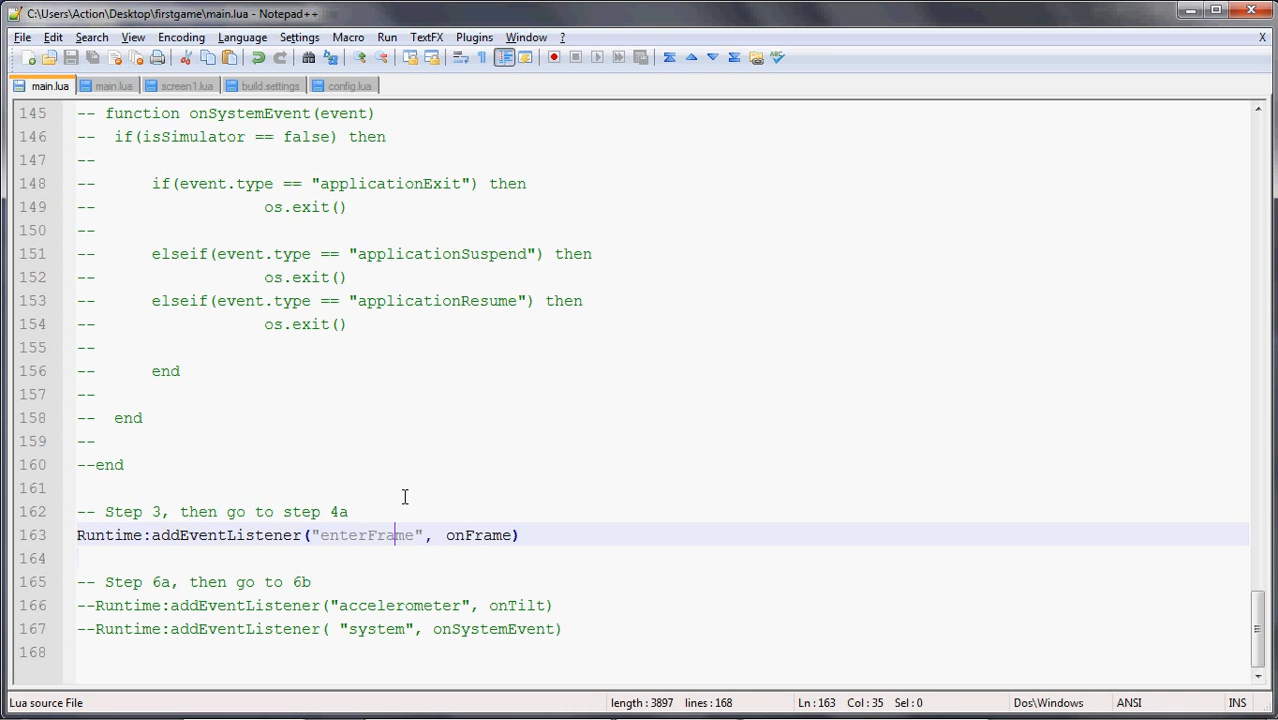 C:\Users\Action\Desktop\firstgame\main.lua - Notepad++
File Edit Search View Encoding Language Settings Macro Run TextFX Plugins Window ? X
main.lua main.lua screen1.lua build.settings config.lua
145 -- function onSystemEvent(event)
146 --  if(isSimulator == false) then
147 --
148 --      if(event.type == "applicationExit") then
149 --                  os.exit()
150 --
151 --      elseif(event.type == "applicationSuspend") then
152 --                  os.exit()
153 --      elseif(event.type == "applicationResume") then
154 --                  os.exit()
155 --
156 --      end
157 --
158 --  end
159 --
160 --end
161
162 -- Step 3, then go to step 4a
163 Runtime:addEventListener("enterFrame", onFrame)
164
165 -- Step 6a, then go to 6b
166 --Runtime:addEventListener("accelerometer", onTilt)
167 --Runtime:addEventListener( "system", onSystemEvent)
168
Lua source File length : 3897 lines : 168 Ln : 163 Col : 35 Sel : 0 Dos\Windows ANSI INS